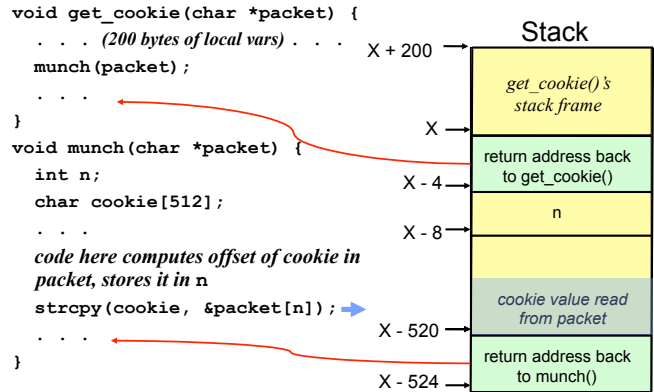 void get_cookie(char *packet) {
. . . (200 bytes of local vars) . . .
munch(packet);
. . .
}
void munch(char *packet) {
int n;
char cookie[512];
. . .
code here computes offset of cookie in
packet, stores it in n
strcpy(cookie, &packet[n]);
. . .
}
Stack
X + 200
get_cookie()'s
stack frame
X
return address back
to get_cookie()
X - 4
n
X - 8
cookie value read
from packet
X - 520
return address back
to munch()
X - 524